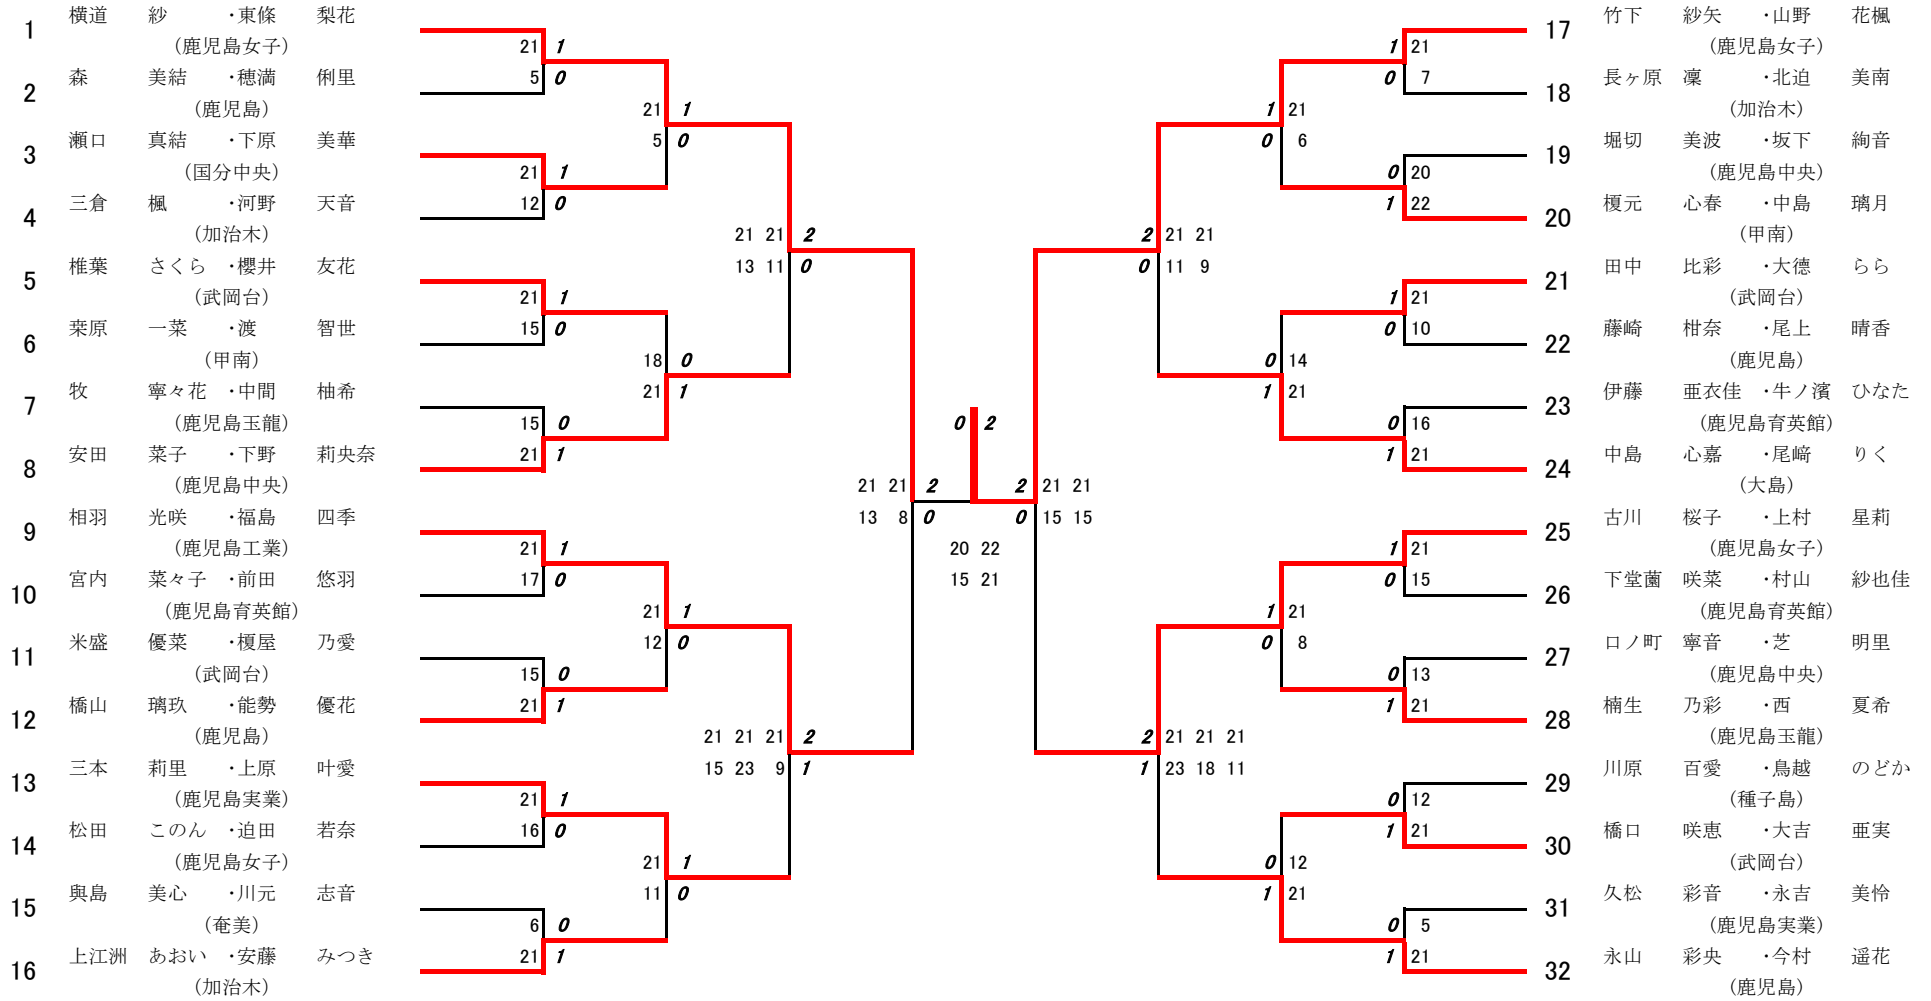 1 横道 紗 ・東條 梨花
(鹿児島女子)
2 森 美結 ・穂満 俐里
(鹿児島)
3 瀬口 真結 ・下原 美華
(国分中央)
4 三倉 楓 ・河野 天音
(加治木)
5 椎葉 さくら ・櫻井 友花
(武岡台)
6 桒原 一菜 ・渡 智世
(甲南)
7 牧 寧々花 ・中間 柚希
(鹿児島玉龍)
8 安田 菜子 ・下野 莉央奈
(鹿児島中央)
9 相羽 光咲 ・福島 四季
(鹿児島工業)
10 宮内 菜々子 ・前田 悠羽
(鹿児島育英館)
11 米盛 優菜 ・榎屋 乃愛
(武岡台)
12 橋山 璃玖 ・能勢 優花
(鹿児島)
13 三本 莉里 ・上原 叶愛
(鹿児島実業)
14 松田 このん ・迫田 若奈
(鹿児島女子)
15 與島 美心 ・川元 志音
(奄美)
16 上江洲 あおい ・安藤 みつき
(加治木)
21 1
5 0
21 1
12 0
21 1
15 0
15 0
21 1
21 1
17 0
15 0
21 1
21 1
16 0
6 0
21 1
21 1
5 0
18 0
21 1
21 1
12 0
21 1
11 0
21 21 2
13 11 0
21 21 21 2
15 23 9 1
21 21 2
13 8 0
0 2
20 22
15 21
2 21 21
0 15 15
2 21 21
0 11 9
2 21 21 21
1 23 18 11
1 21
0 6
0 14
1 21
1 21
0 8
0 12
1 21
1 21
0 7
0 20
1 22
1 21
0 10
0 16
1 21
1 21
0 15
0 13
1 21
0 12
1 21
0 5
1 21
17 竹下 紗矢 ・山野 花楓
(鹿児島女子)
18 長ヶ原 凜 ・北迫 美南
(加治木)
19 堀切 美波 ・坂下 絢音
(鹿児島中央)
20 榎元 心春 ・中島 璃月
(甲南)
21 田中 比彩 ・大德 らら
(武岡台)
22 藤崎 柑奈 ・尾上 晴香
(鹿児島)
23 伊藤 亜衣佳 ・牛ノ濱 ひなた
(鹿児島育英館)
24 中島 心嘉 ・尾﨑 りく
(大島)
25 古川 桜子 ・上村 星莉
(鹿児島女子)
26 下堂薗 咲菜 ・村山 紗也佳
(鹿児島育英館)
27 口ノ町 寧音 ・芝 明里
(鹿児島中央)
28 楠生 乃彩 ・西 夏希
(鹿児島玉龍)
29 川原 百愛 ・鳥越 のどか
(種子島)
30 橋口 咲恵 ・大吉 亜実
(武岡台)
31 久松 彩音 ・永吉 美怜
(鹿児島実業)
32 永山 彩央 ・今村 遥花
(鹿児島)